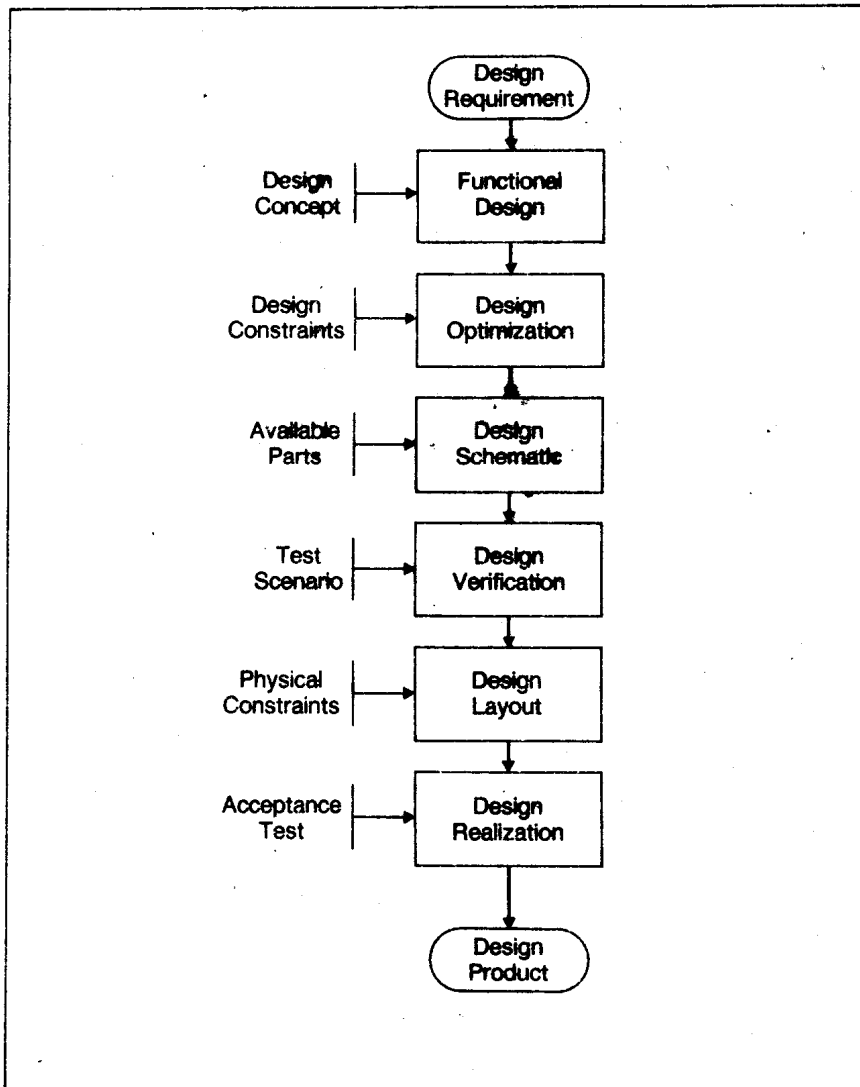 Design
Requirement
Design
Concept
Functional
Design
Design
Constraints
Design
Optimization
Available
Parts
Design
Schematic
Test
Scenario
Design
Verification
Physical
Constraints
Design
Layout
Acceptance
Test
Design
Realization
Design
Product